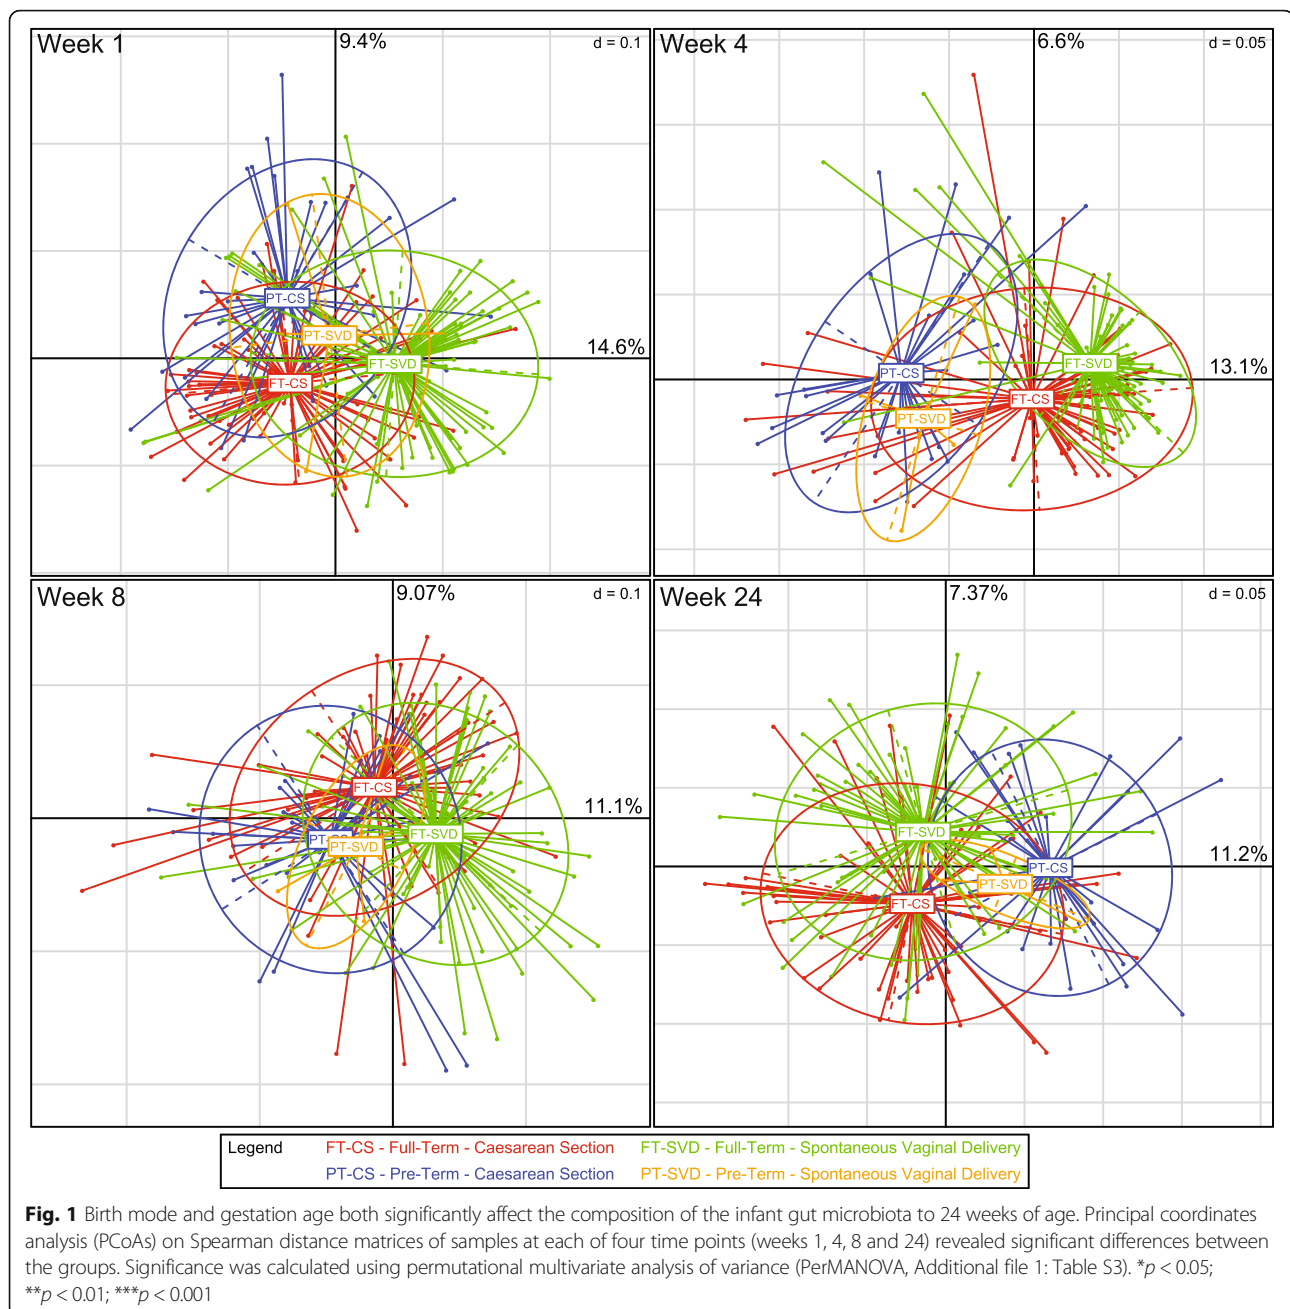 Week 1
9.4%
d = 0.1
PT-CS
PT-SVD
14.6%
FT-SVD
FT-CS
Week 4
6.6%
d = 0.05
FT-SVD
13.1%
PT-CS
FT-CS
PT-SVD
Week 8
9.07%
d = 0.1
FT-CS
11.1%
FT-SVD
PT-CS
PT-SVD
Week 24
7.37%
d = 0.05
FT-SVD
11.2%
PT-CS
PT-SVD
FT-CS
Legend FT-CS - Full-Term - Caesarean Section FT-SVD - Full-Term - Spontaneous Vaginal Delivery
PT-CS - Pre-Term - Caesarean Section PT-SVD - Pre-Term - Spontaneous Vaginal Delivery
Fig. 1 Birth mode and gestation age both significantly affect the composition of the infant gut microbiota to 24 weeks of age. Principal coordinates
analysis (PCoAs) on Spearman distance matrices of samples at each of four time points (weeks 1, 4, 8 and 24) revealed significant differences between
the groups. Significance was calculated using permutational multivariate analysis of variance (PerMANOVA, Additional file 1: Table S3). *p < 0.05;
**p < 0.01; ***p < 0.001